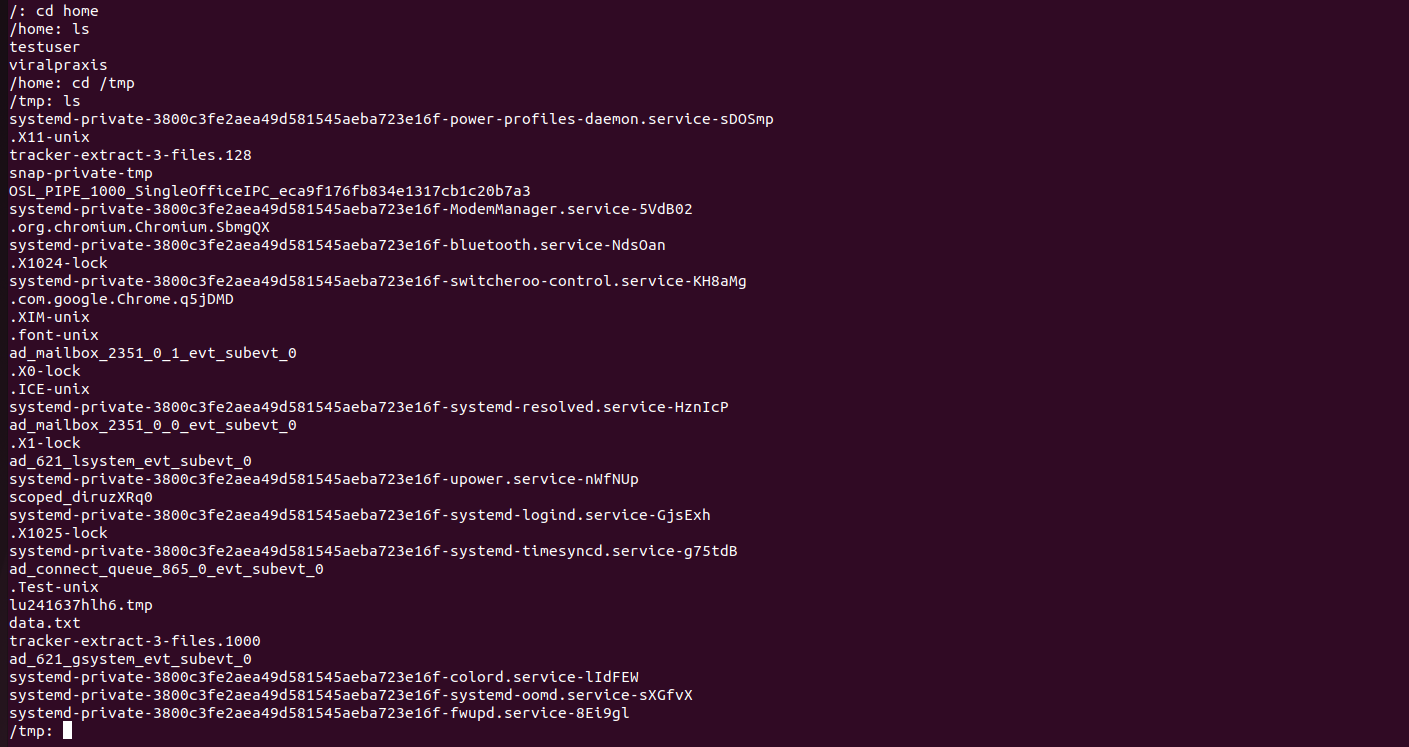 /: cd home
/home: ls
testuser
viralpraxis
/home: cd /tmp
/tmp: ls
systemd-private-3800c3fe2aea49d581545aeba723e16f-power-profiles-daemon.service-sDOSmp
.X11-unix
tracker-extract-3-files.128
snap-private-tmp
OSL_PIPE_1000_SingleOfficeIPC_eca9f176fb834e1317cb1c20b7a3
systemd-private-3800c3fe2aea49d581545aeba723e16f-ModemManager.service-5VdB02
.org.chromium.Chromium.SbmgQX
systemd-private-3800c3fe2aea49d581545aeba723e16f-bluetooth.service-NdsOan
.X1024-lock
systemd-private-3800c3fe2aea49d581545aeba723e16f-switcheroo-control.service-KH8aMg
.com.google.Chrome.q5jDMD
.XIM-unix
.font-unix
ad_mailbox_2351_0_1_evt_subevt_0
.X0-lock
.ICE-unix
systemd-private-3800c3fe2aea49d581545aeba723e16f-systemd-resolved.service-HznIcP
ad_mailbox_2351_0_0_evt_subevt_0
.X1-lock
ad_621_lsystem_evt_subevt_0
systemd-private-3800c3fe2aea49d581545aeba723e16f-upower.service-nWfNUp
scoped_diruzXRq0
systemd-private-3800c3fe2aea49d581545aeba723e16f-systemd-logind.service-GjsExh
.X1025-lock
systemd-private-3800c3fe2aea49d581545aeba723e16f-systemd-timesyncd.service-g75tdB
ad_connect_queue_865_0_evt_subevt_0
.Test-unix
lu241637hlh6.tmp
data.txt
tracker-extract-3-files.1000
ad_621_gsystem_evt_subevt_0
systemd-private-3800c3fe2aea49d581545aeba723e16f-colord.service-lIdFEW
systemd-private-3800c3fe2aea49d581545aeba723e16f-systemd-oomd.service-sXGfvX
systemd-private-3800c3fe2aea49d581545aeba723e16f-fwupd.service-8Ei9gl
/tmp: